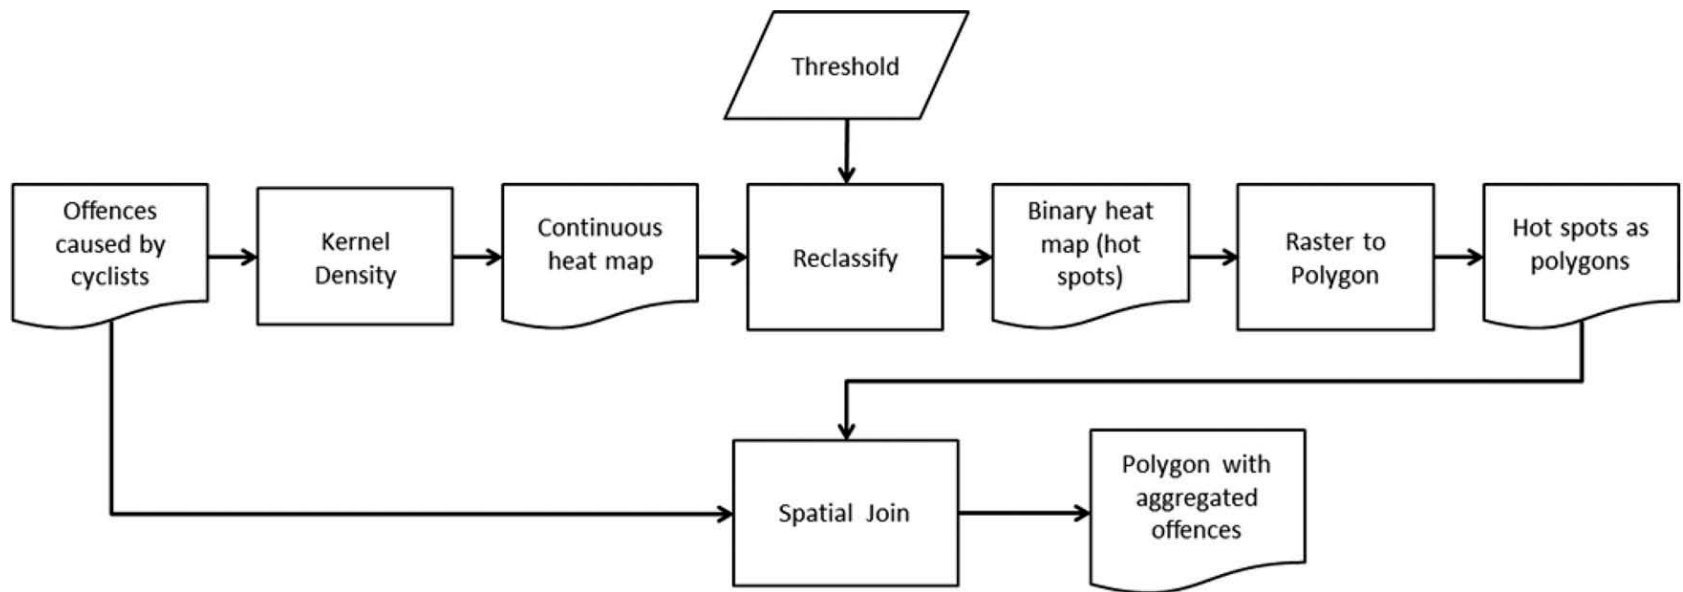 Threshold
Offences
caused by
cyclists
Kernel
Density
Continuous
heat map
Reclassify
Binary heat
map (hot
spots)
Raster to
Polygon
Hot spots as
polygons
Spatial Join
Polygon with
aggregated
offences